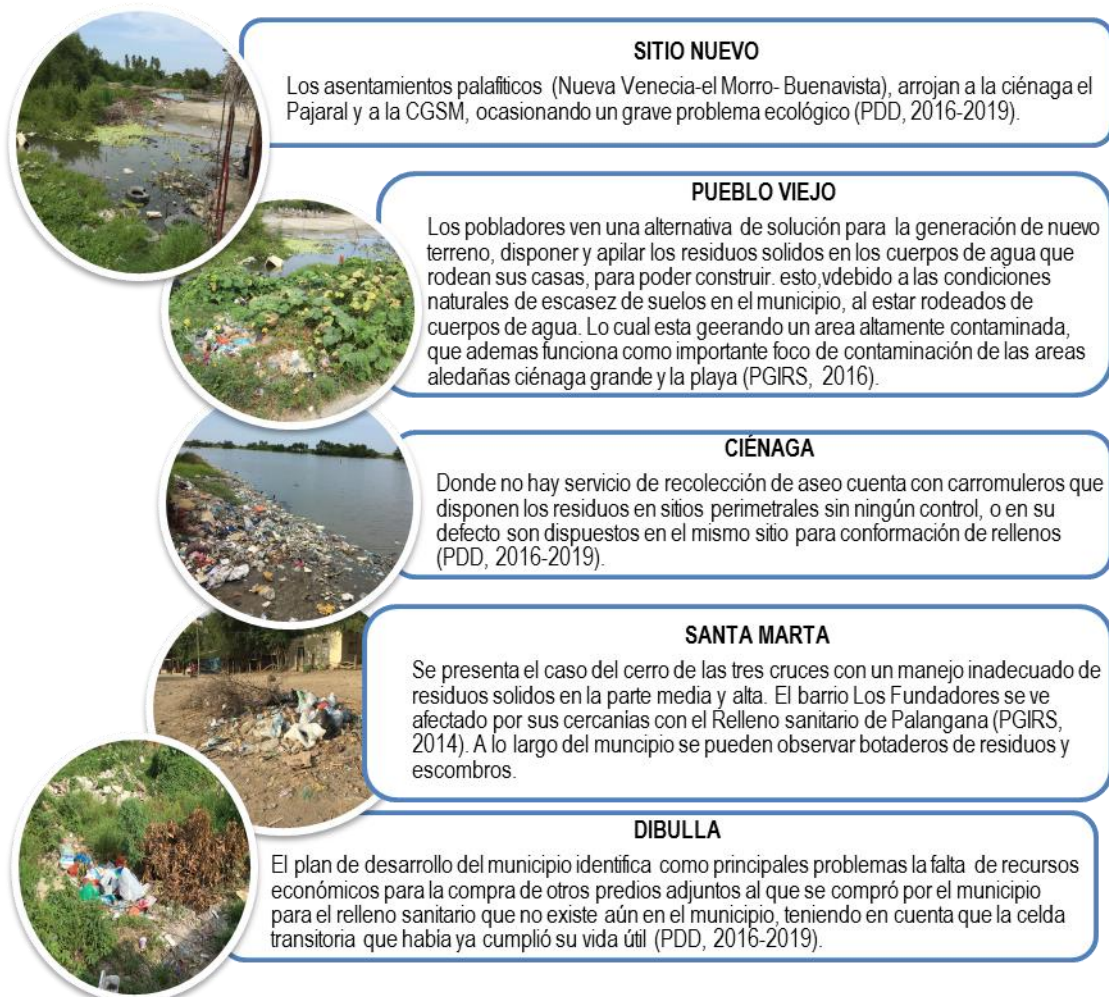 SITIO NUEVO
Los asentamientos palafíticos (Nueva Venecia-el Morro- Buenavista), arrojan a la ciénaga el
Pajaral y a la CGSM, ocasionando un grave problema ecológico (PDD, 2016-2019).
PUEBLO VIEJO
Los pobladores ven una alternativa de solución para la generación de nuevo
terreno, disponer y apilar los residuos solidos en los cuerpos de agua que
rodean sus casas, para poder construir. esto,vdebido a las condiciones
naturales de escasez de suelos en el municipio, al estar rodeados de
cuerpos de agua. Lo cual esta geerando un area altamente contaminada,
que ademas funciona como importante foco de contaminación de las areas
aledañas ciénaga grande y la playa (PGIRS, 2016).
CIÉNAGA
Donde no hay servicio de recolección de aseo cuenta con carromuleros que
disponen los residuos en sitios perimetrales sin ningún control, o en su
defecto son dispuestos en el mismo sitio para conformación de rellenos
(PDD, 2016-2019).
SANTA MARTA
Se presenta el caso del cerro de las tres cruces con un manejo inadecuado de
residuos solidos en la parte media y alta. El barrio Los Fundadores se ve
afectado por sus cercanías con el Relleno sanitario de Palangana (PGIRS,
2014). A lo largo del muncipio se pueden observar botaderos de residuos y
escombros.
DIBULLA
El plan de desarrollo del municipio identifica como principales problemas la falta de recursos
económicos para la compra de otros predios adjuntos al que se compró por el municipio
para el relleno sanitario que no existe aún en el municipio, teniendo en cuenta que la celda
transitoria que había ya cumplió su vida útil (PDD, 2016-2019).